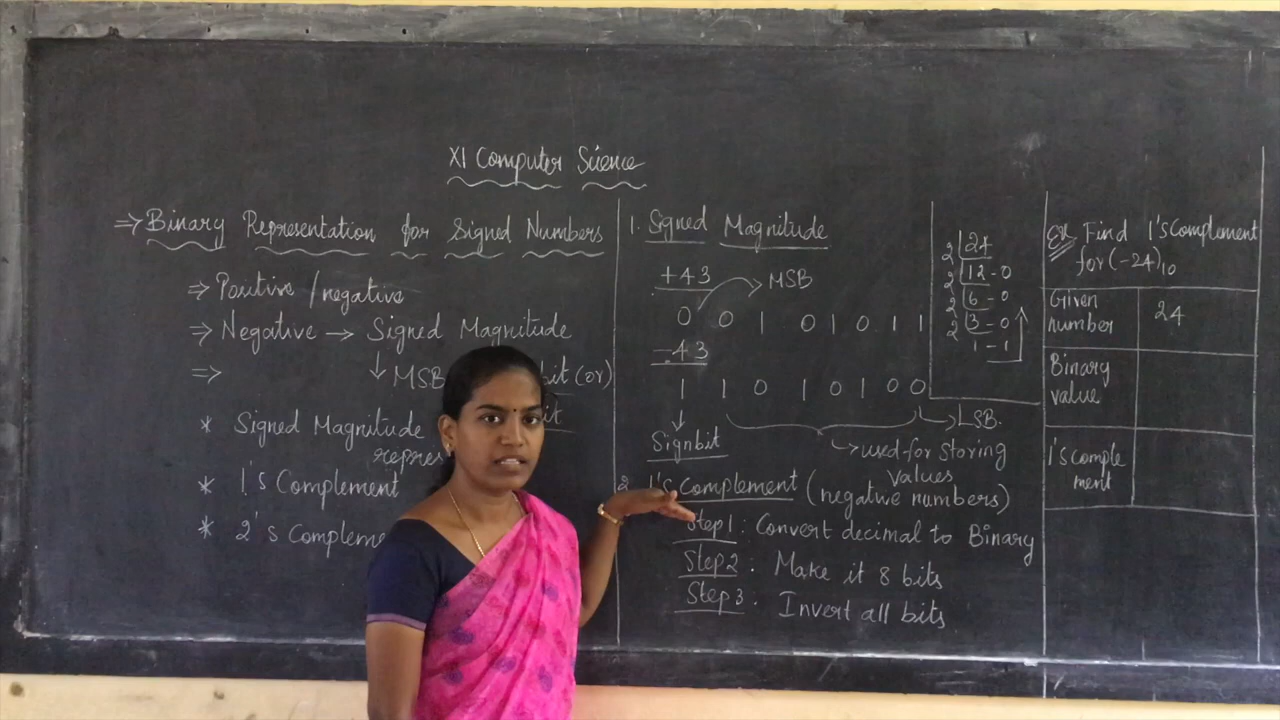 XI Computer Science
⇒ Binary Representation for Signed Numbers
⇒ Positive / negative
⇒ Negative → Signed Magnitude
⇒ ↓ MSB bit (or)
bit
* Signed Magnitude
repres
* 1's Complement
* 2's Compleme
1. Signed Magnitude
+43 MSB
0 0 1 0 1 0 1 1
-43
1 1 0 1 0 1 0 0
LSB.
Signbit
used for storing
values
2. 1's Complement (negative numbers)
Step 1 : Convert decimal to Binary
Step 2 : Make it 8 bits
Step 3 . Invert all bits
2 24
2 12 - 0
2 6 - 0
2 3 - 0
1 - 1
Ex Find 1's Complement
for (-24)10
Given
number 24
Binary
value
1's Comple
ment